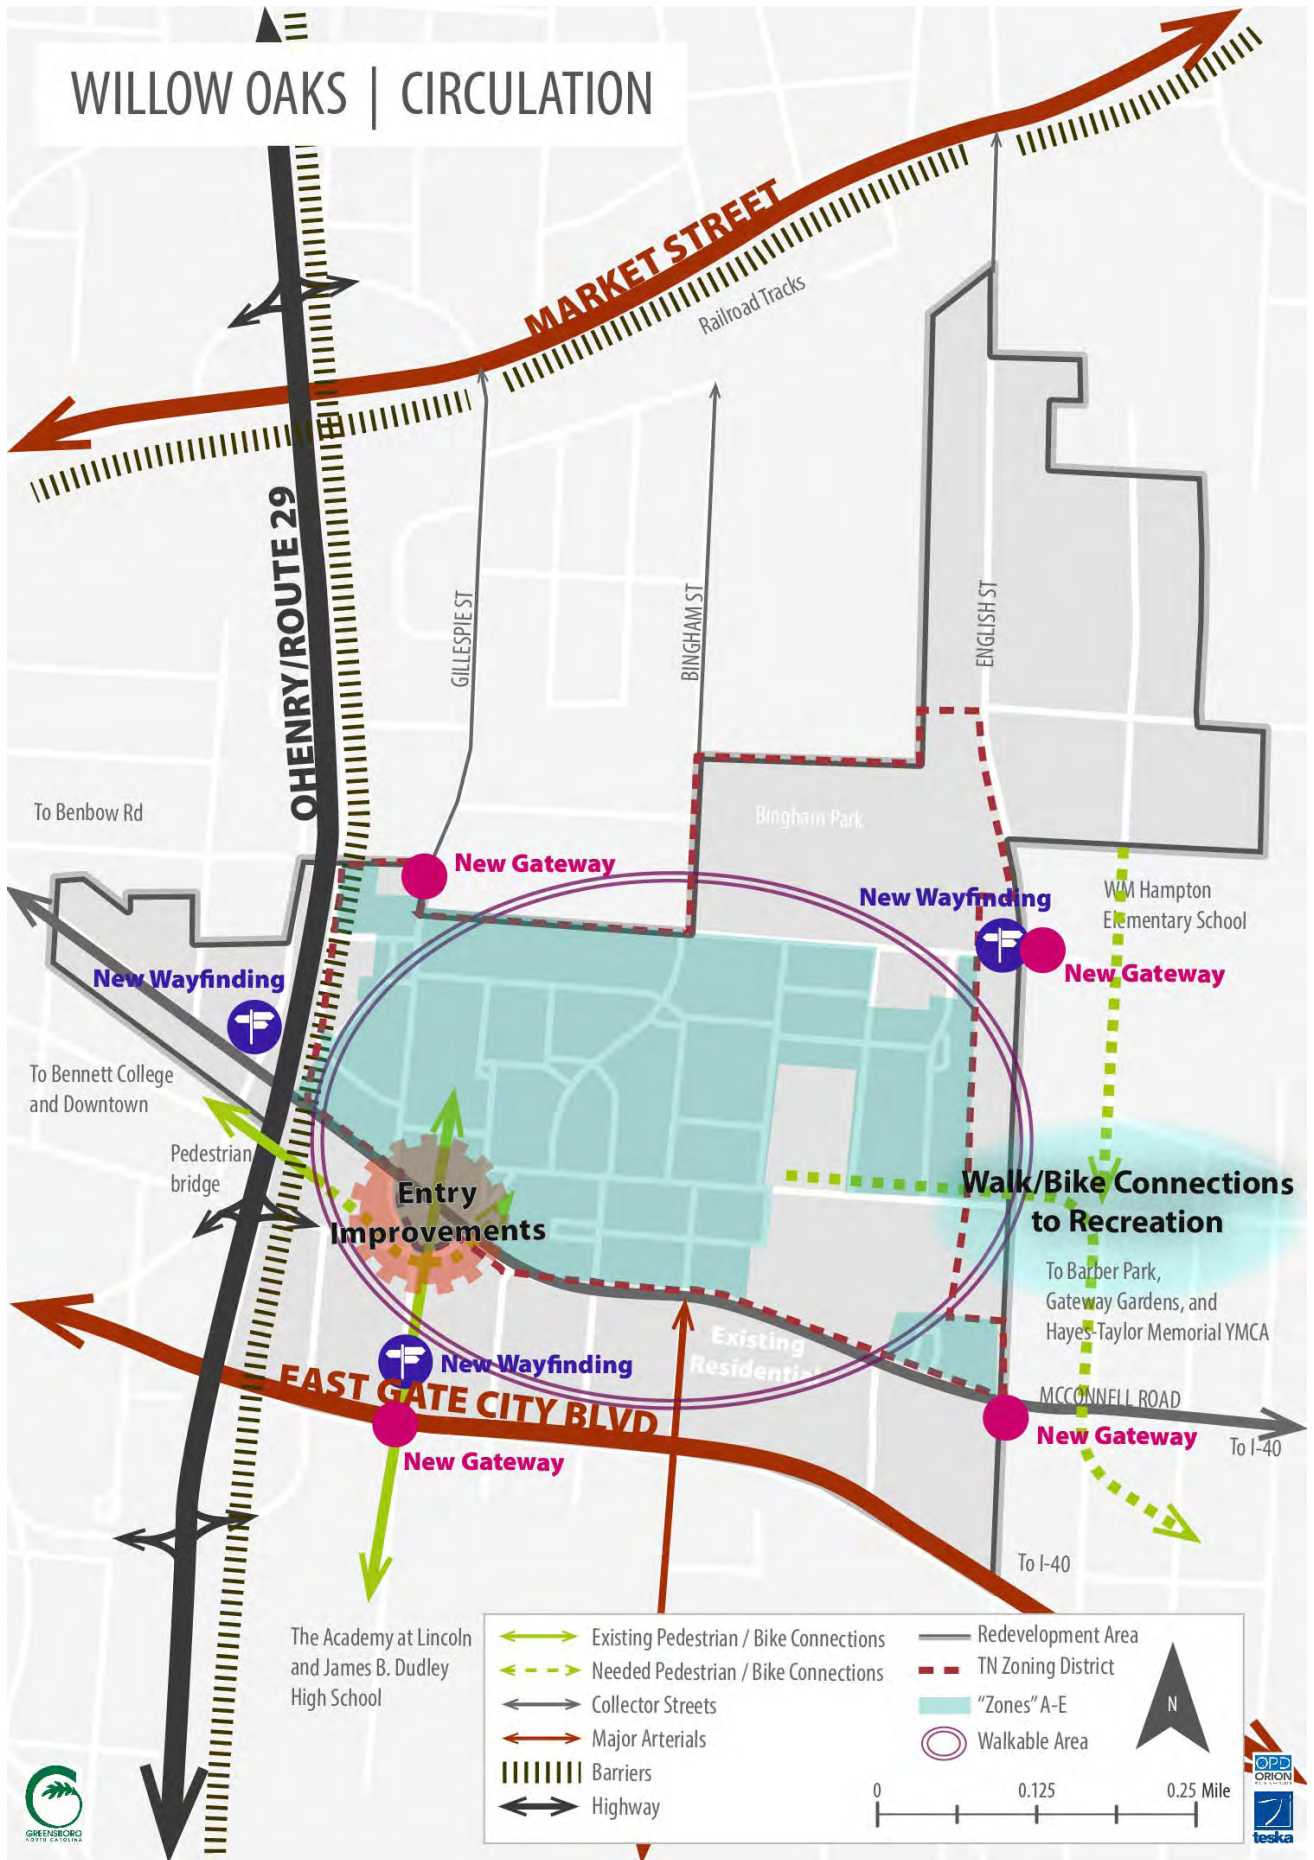 WILLOW OAKS | CIRCULATION
MARKET STREET
Railroad Tracks
OHENRY/ROUTE 29
GILLESPIE ST
BINGHAM ST
ENGLISH ST
To Benbow Rd
Bingham Park
New Gateway
New Wayfinding
WM Hampton
Elementary School
New Gateway
New Wayfinding
To Bennett College
and Downtown
Pedestrian
bridge
Entry
Improvements
Walk/Bike Connections
to Recreation
To Barber Park,
Gateway Gardens, and
Hayes-Taylor Memorial YMCA
Existing
Residential
New Wayfinding
EAST GATE CITY BLVD
New Gateway
MCCONNELL ROAD
New Gateway
To I-40
To I-40
The Academy at Lincoln
and James B. Dudley
High School
Existing Pedestrian / Bike Connections
Needed Pedestrian / Bike Connections
Collector Streets
Major Arterials
Barriers
Highway
Redevelopment Area
TN Zoning District
"Zones" A-E
Walkable Area
N
0 0.125 0.25 Mile
GREENSBORO
NORTH CAROLINA
OPD
ORION
teska